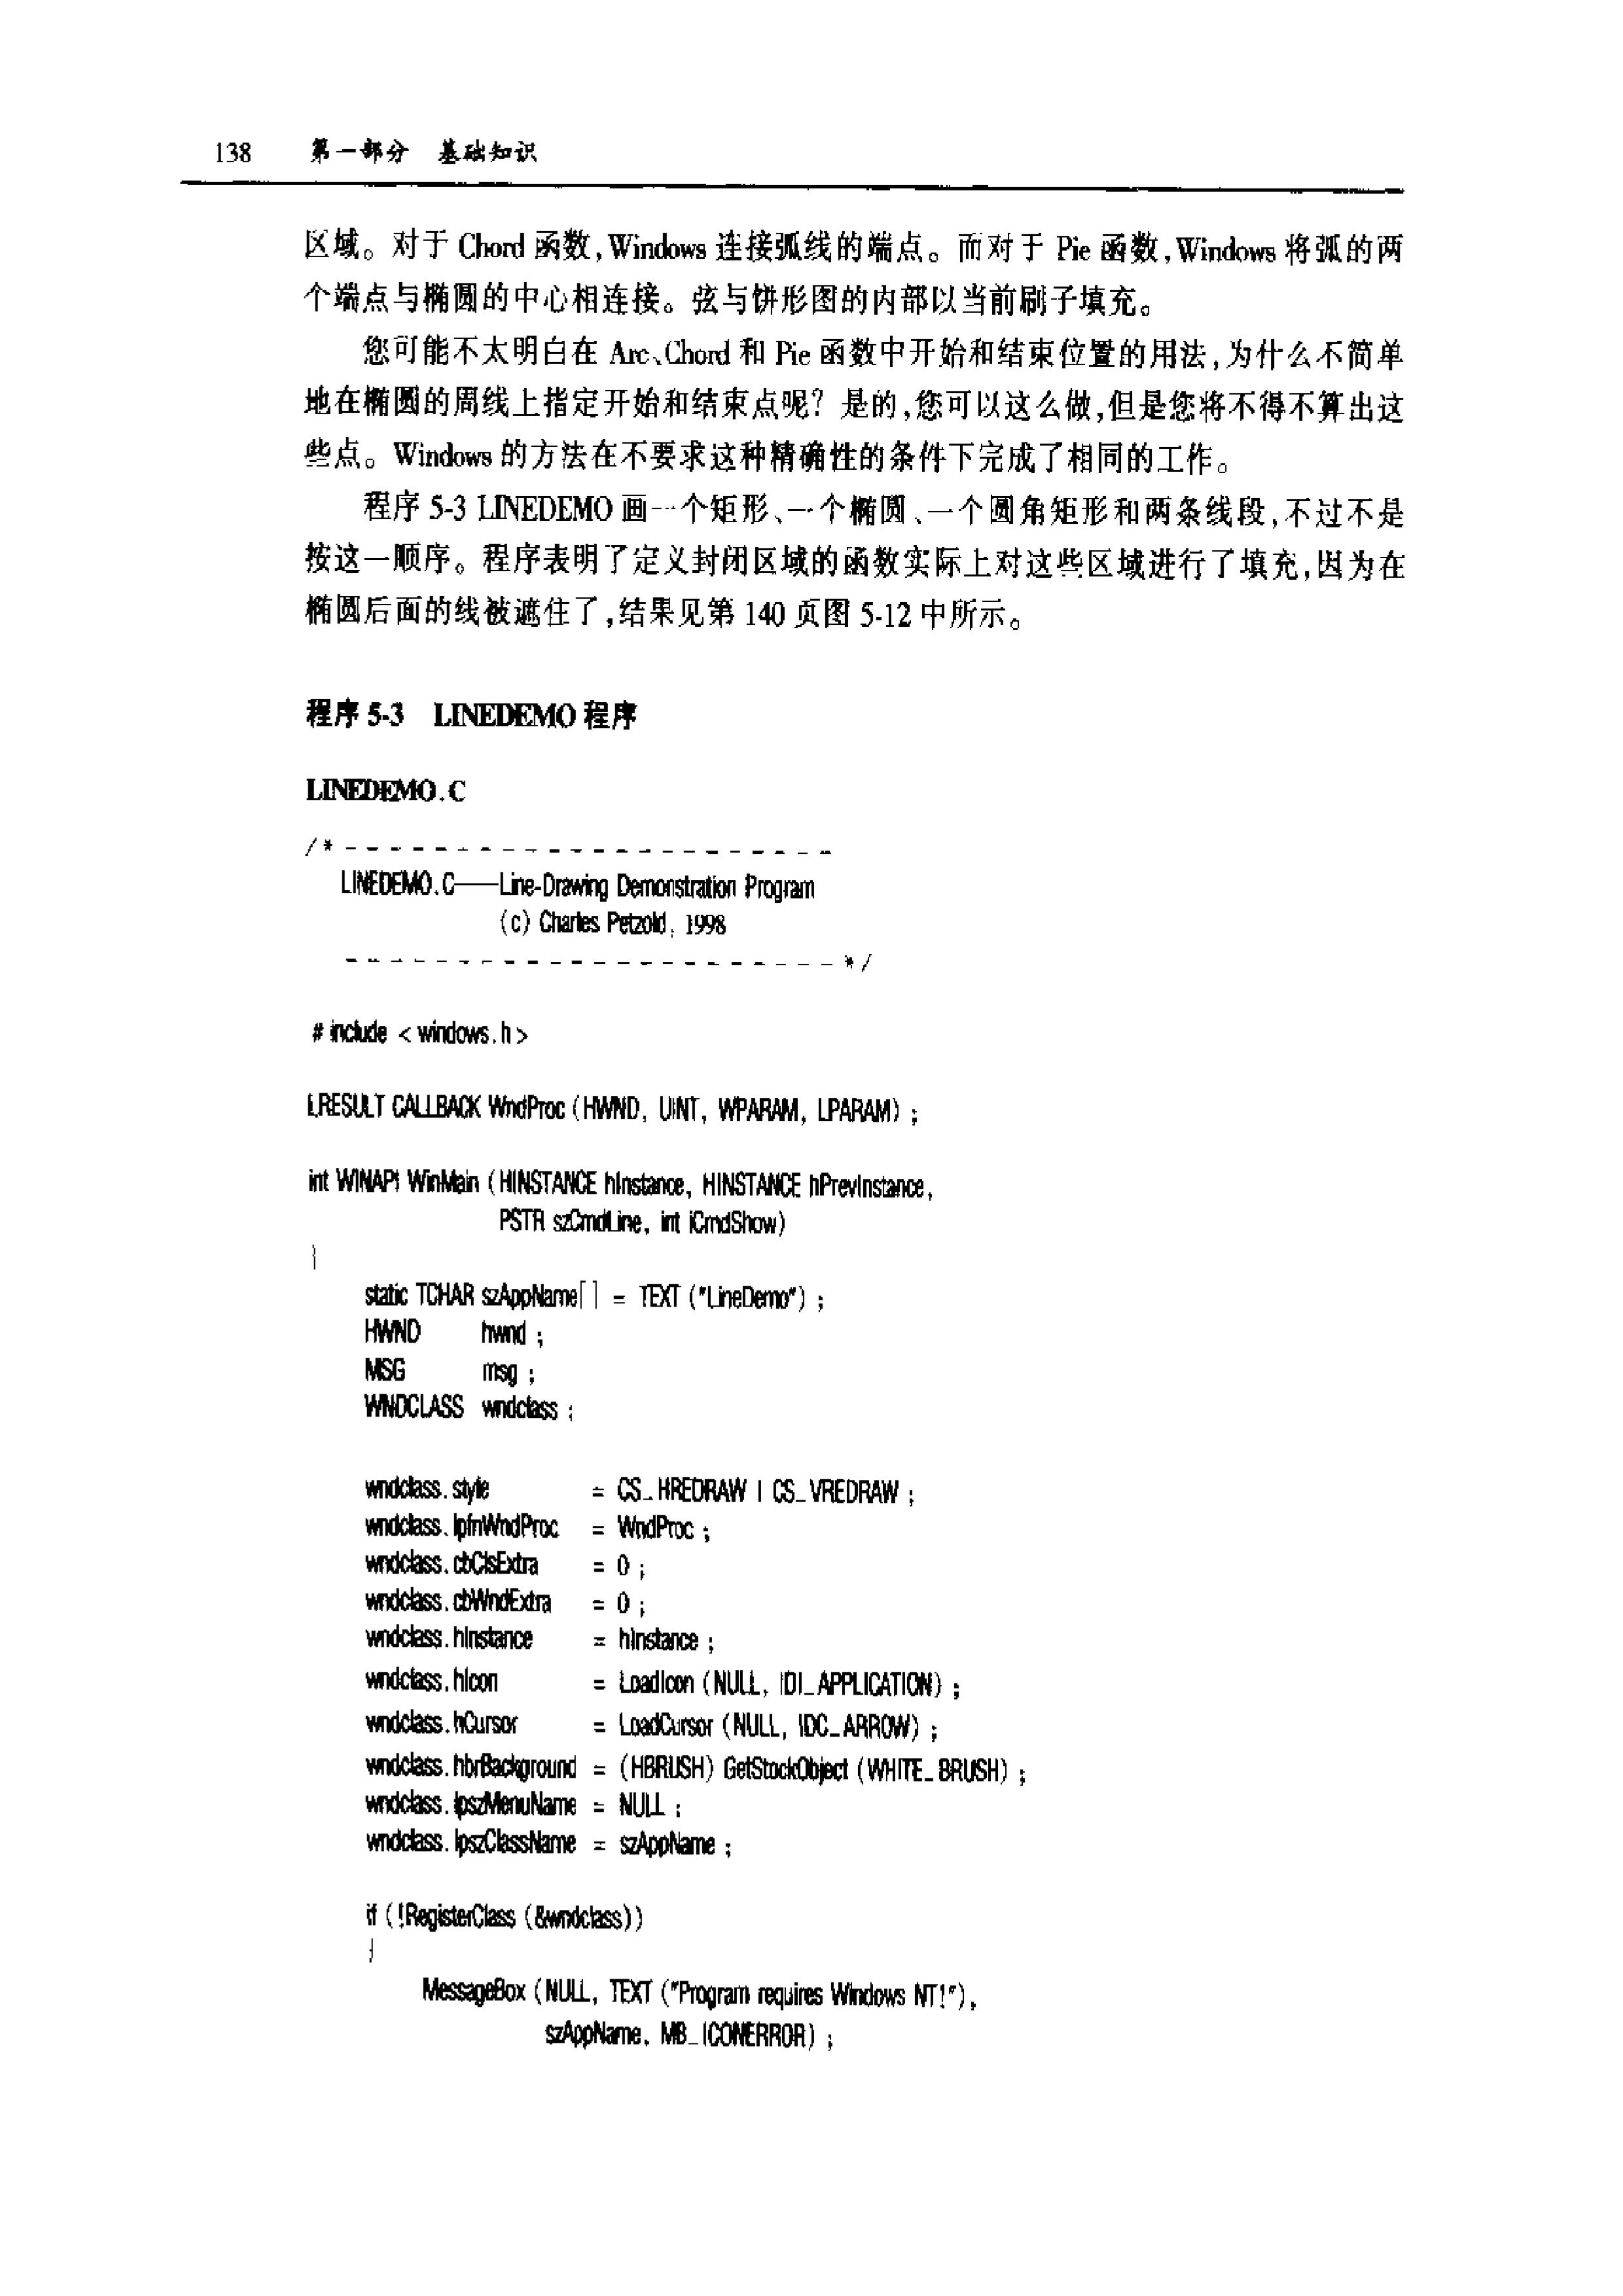 138 第一部分 基础知识
区域。对于 Chord 函数,Windows 连接弧线的端点。而对于 Pie 函数,Windows 将弧的两
个端点与椭圆的中心相连接。弦与饼形图的内部以当前刷子填充。
您可能不太明白在 Arc、Chord 和 Pie 函数中开始和结束位置的用法,为什么不简单
地在椭圆的周线上指定开始和结束点呢？是的,您可以这么做,但是您将不得不算出这
些点。Windows 的方法在不要求这种精确性的条件下完成了相同的工作。
程序 5-3 LINEDEMO 画一个矩形、一个椭圆、一个圆角矩形和两条线段,不过不是
按这一顺序。程序表明了定义封闭区域的函数实际上对这些区域进行了填充,因为在
椭圆后面的线被遮住了,结果见第 140 页图 5-12 中所示。
程序 5-3 LINEDEMO 程序
LINEDEMO.C
/* - - - - - - - - - - - - - - - - - - - - - -
LINEDEMO.C——Line-Drawing Demonstration Program
(c) Charles Petzold, 1998
- - - - - - - - - - - - - - - - - - - - - - */
# include < windows.h >
LRESULT CALLBACK WndProc (HWND, UINT, WPARAM, LPARAM) ;
int WINAPI WinMain (HINSTANCE hInstance, HINSTANCE hPrevInstance,
PSTR szCmdLine, int iCmdShow)
{
static TCHAR szAppName[] = TEXT ("LineDemo") ;
HWND hwnd ;
MSG msg ;
WNDCLASS wndclass ;
wndclass.style = CS_HREDRAW | CS_VREDRAW ;
wndclass.lpfnWndProc = WndProc ;
wndclass.cbClsExtra = 0 ;
wndclass.cbWndExtra = 0 ;
wndclass.hInstance = hInstance ;
wndclass.hIcon = LoadIcon (NULL, IDI_APPLICATION) ;
wndclass.hCursor = LoadCursor (NULL, IDC_ARROW) ;
wndclass.hbrBackground = (HBRUSH) GetStockObject (WHITE_BRUSH) ;
wndclass.lpszMenuName = NULL ;
wndclass.lpszClassName = szAppName ;
if (!RegisterClass (&wndclass))
{
MessageBox (NULL, TEXT ("Program requires Windows NT!"),
szAppName, MB_ICONERROR) ;